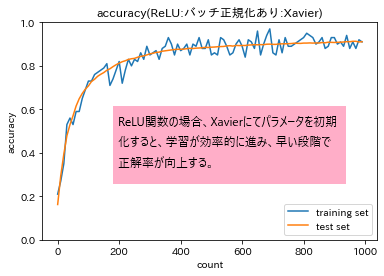 accuracy(ReLU:バッチ正規化あり:Xavier)
1.0
0.8
0.6
0.4
0.2
0.0
accuracy
ReLU関数の場合、Xavierにてパラメータを初期
化すると、学習が効率的に進み、早い段階で
正解率が向上する。
training set
test set
0 200 400 600 800 1000
count